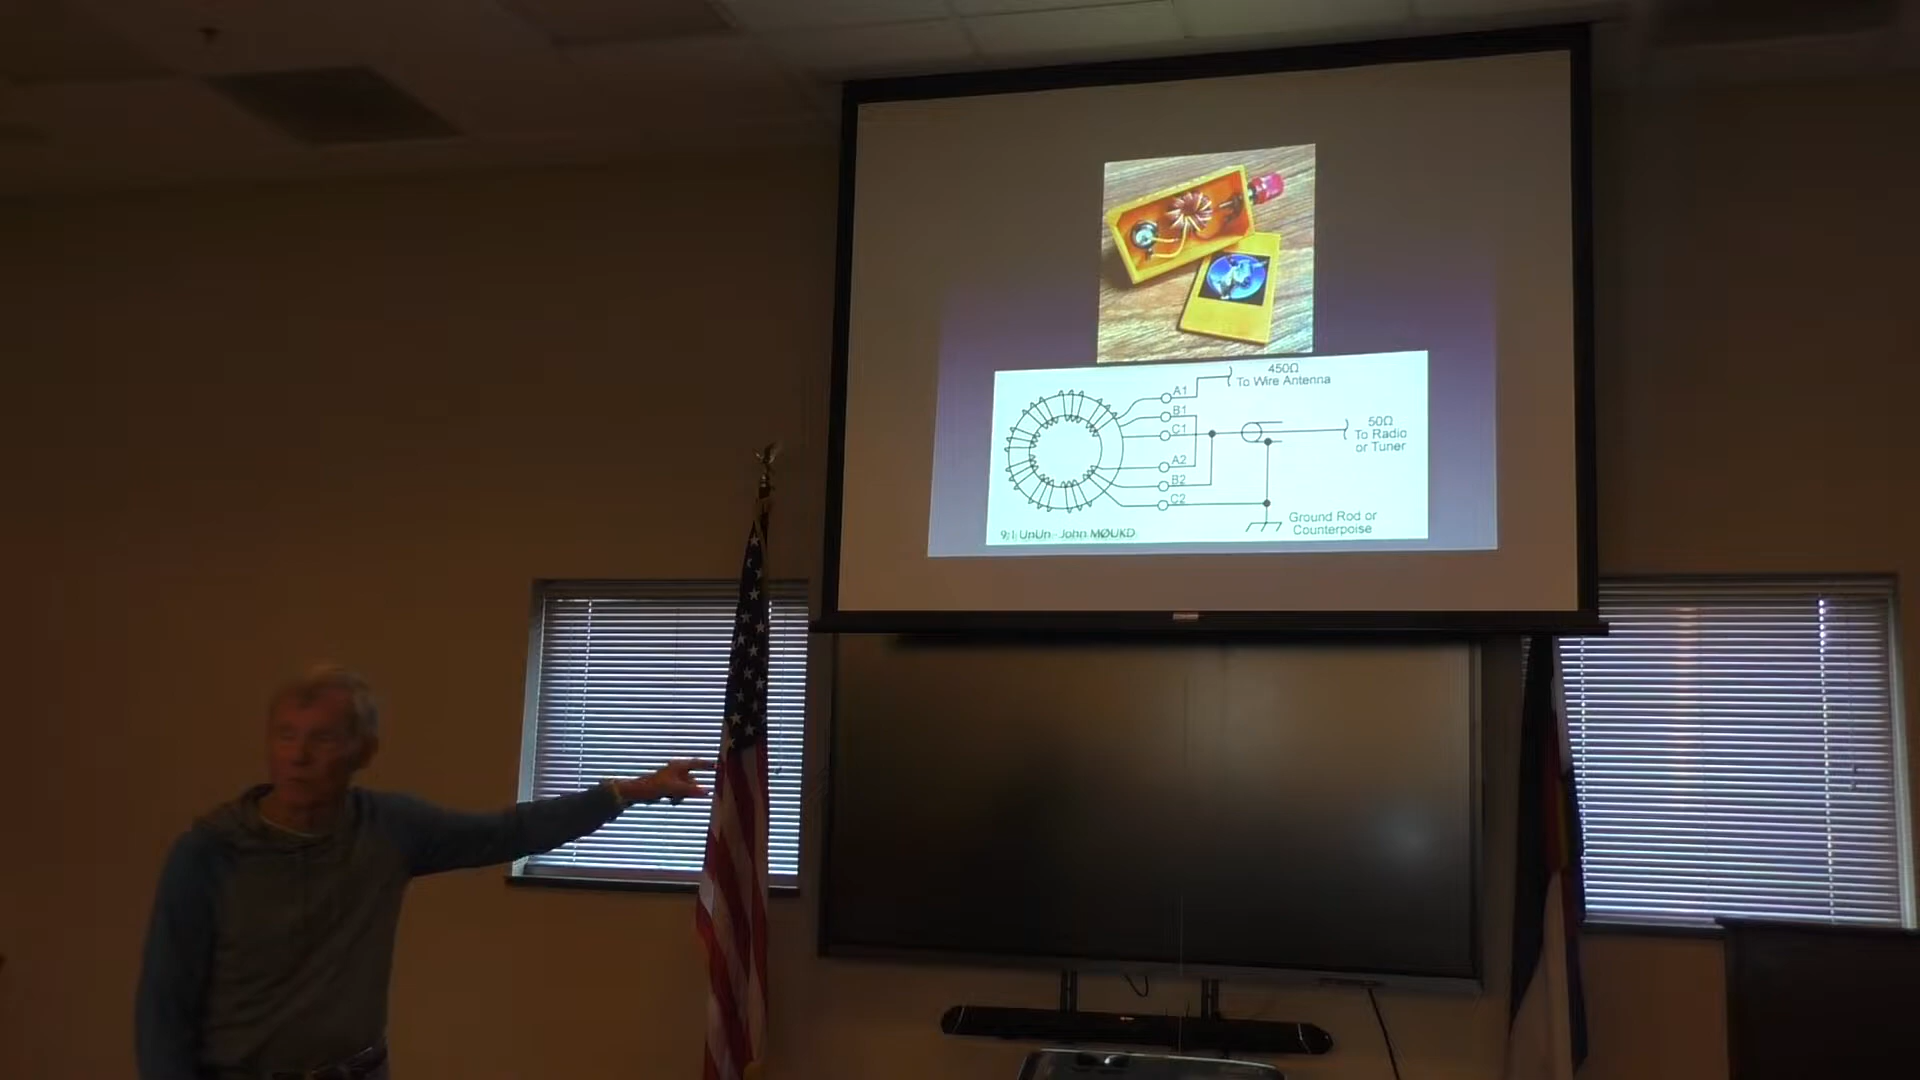 450Ω
To Wire Antenna
A1
B1
C1
50Ω
To Radio
or Tuner
A2
B2
C2
Ground Rod or
Counterpoise
9:1 UnUn - John MØUKD